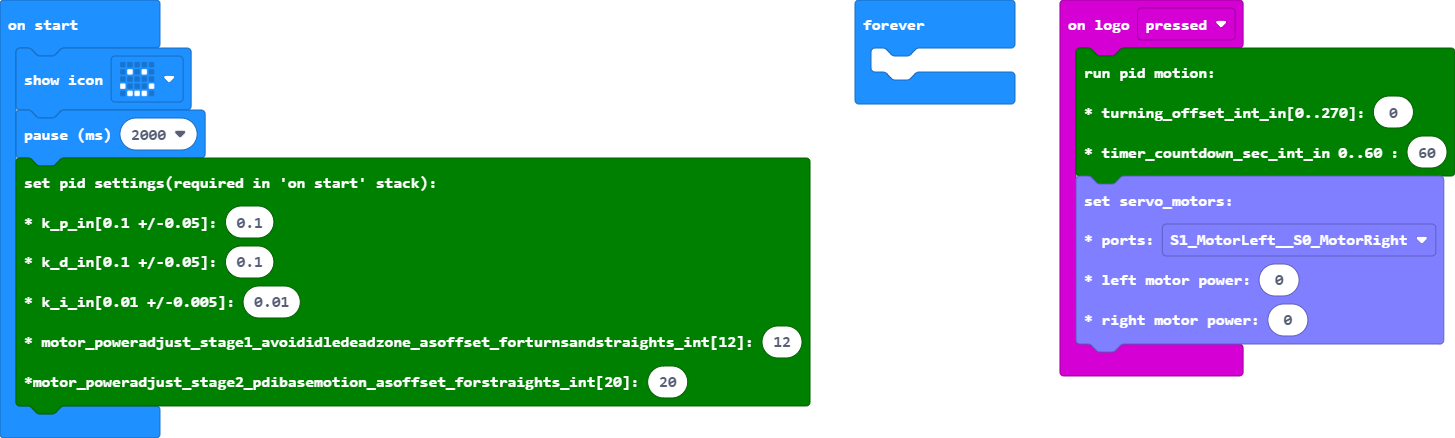 on start
show icon
pause (ms) 2000
set pid settings(required in 'on start' stack):
* k_p_in[0.1 +/-0.05]: 0.1
* k_d_in[0.1 +/-0.05]: 0.1
* k_i_in[0.01 +/-0.005]: 0.01
* motor_poweradjust_stage1_avoididledeadzone_asoffset_forturnsandstraights_int[12]: 12
*motor_poweradjust_stage2_pdibasemotion_asoffset_forstraights_int[20]: 20
forever
on logo pressed
run pid motion:
* turning_offset_int_in[0..270]: 0
* timer_countdown_sec_int_in 0..60 : 60
set servo_motors:
* ports: S1_MotorLeft__S0_MotorRight
* left motor power: 0
* right motor power: 0